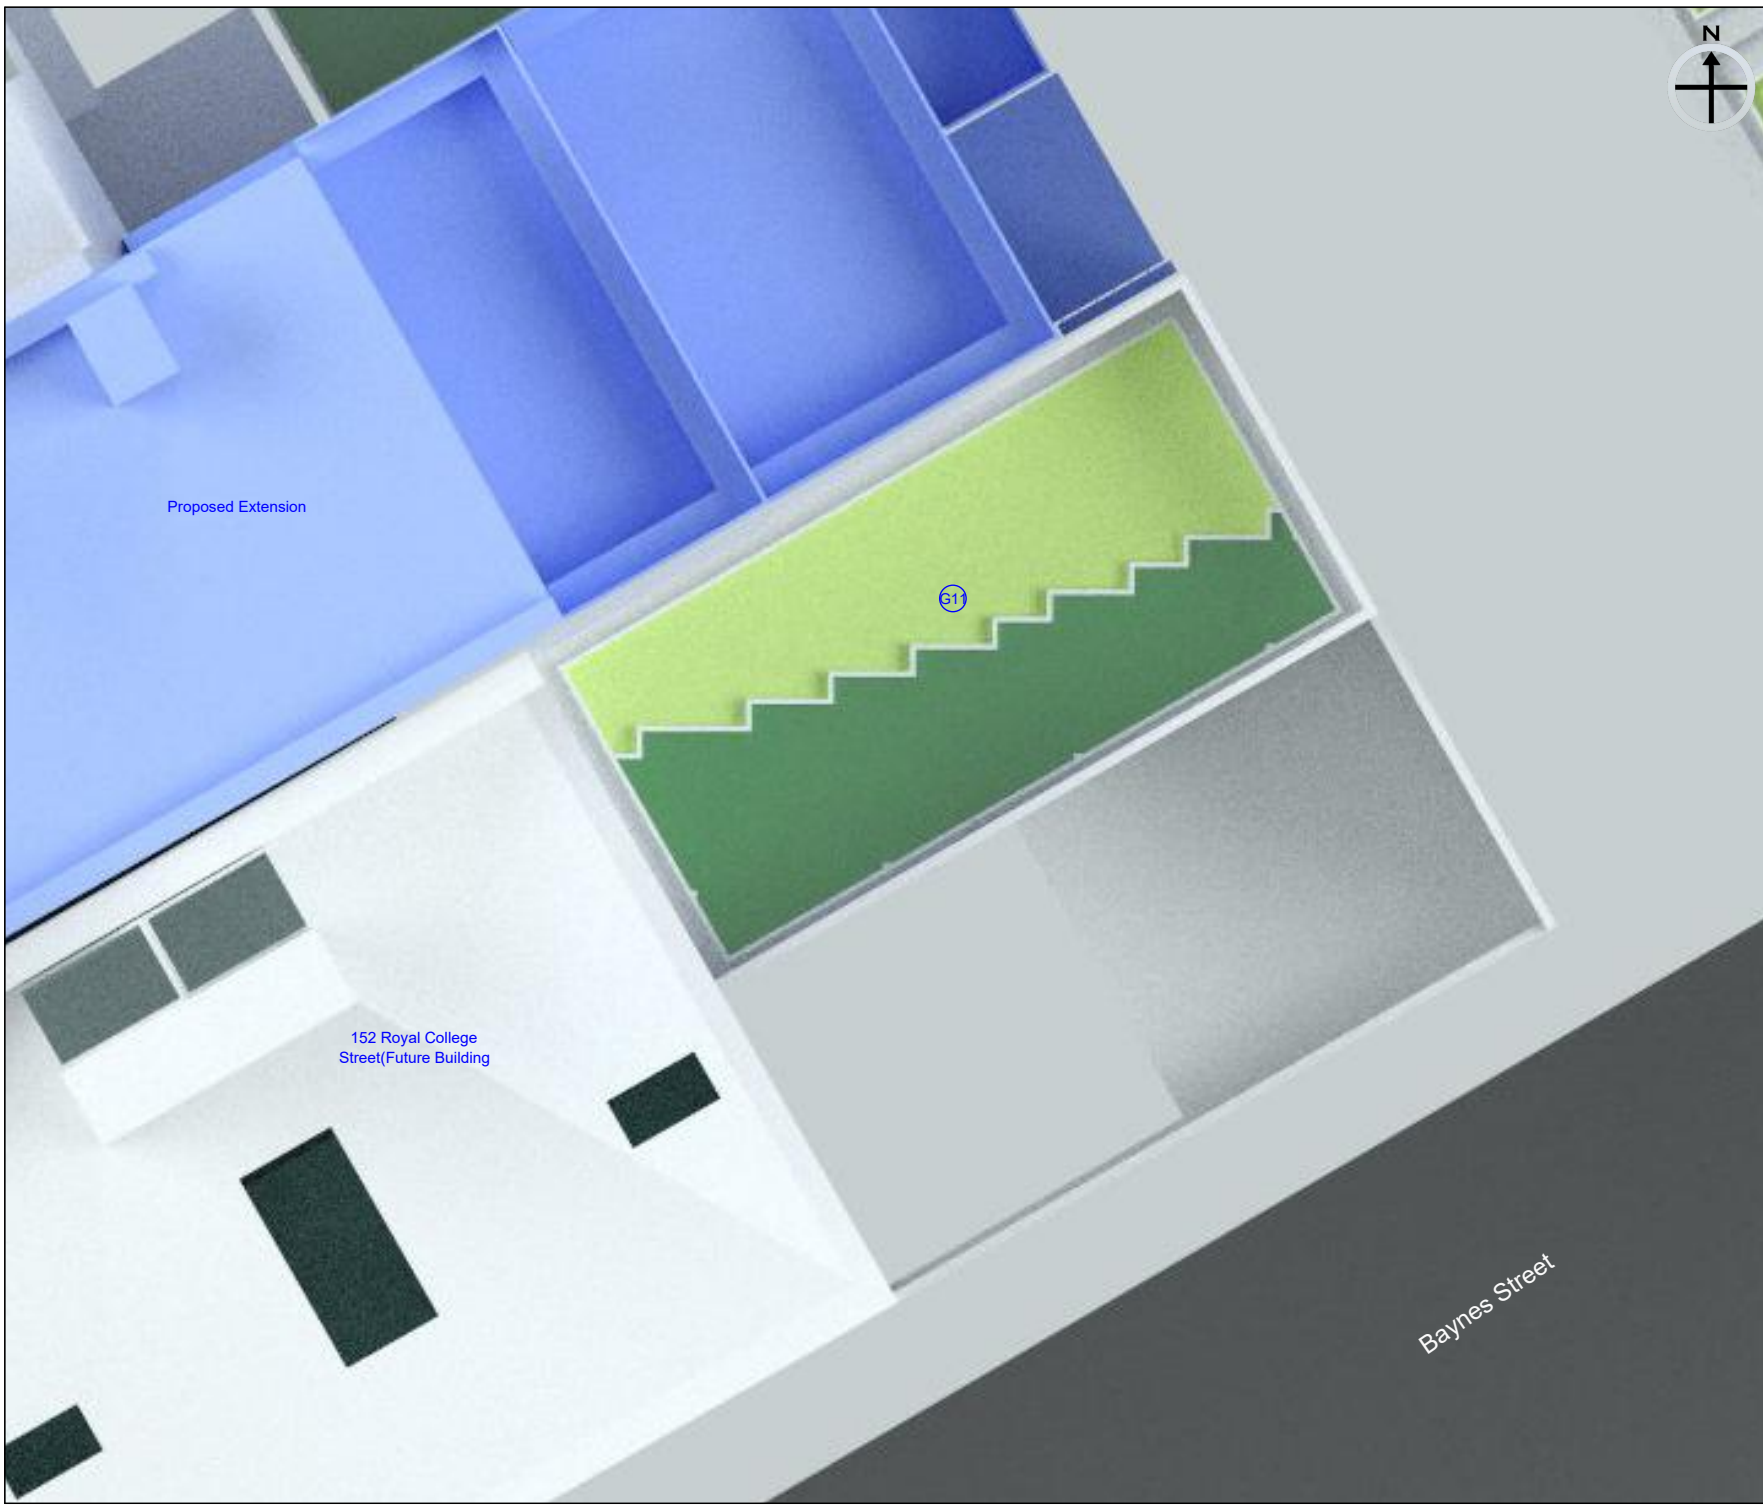 N
Proposed Extension
G11
152 Royal College
Street(Future Building
Baynes Street